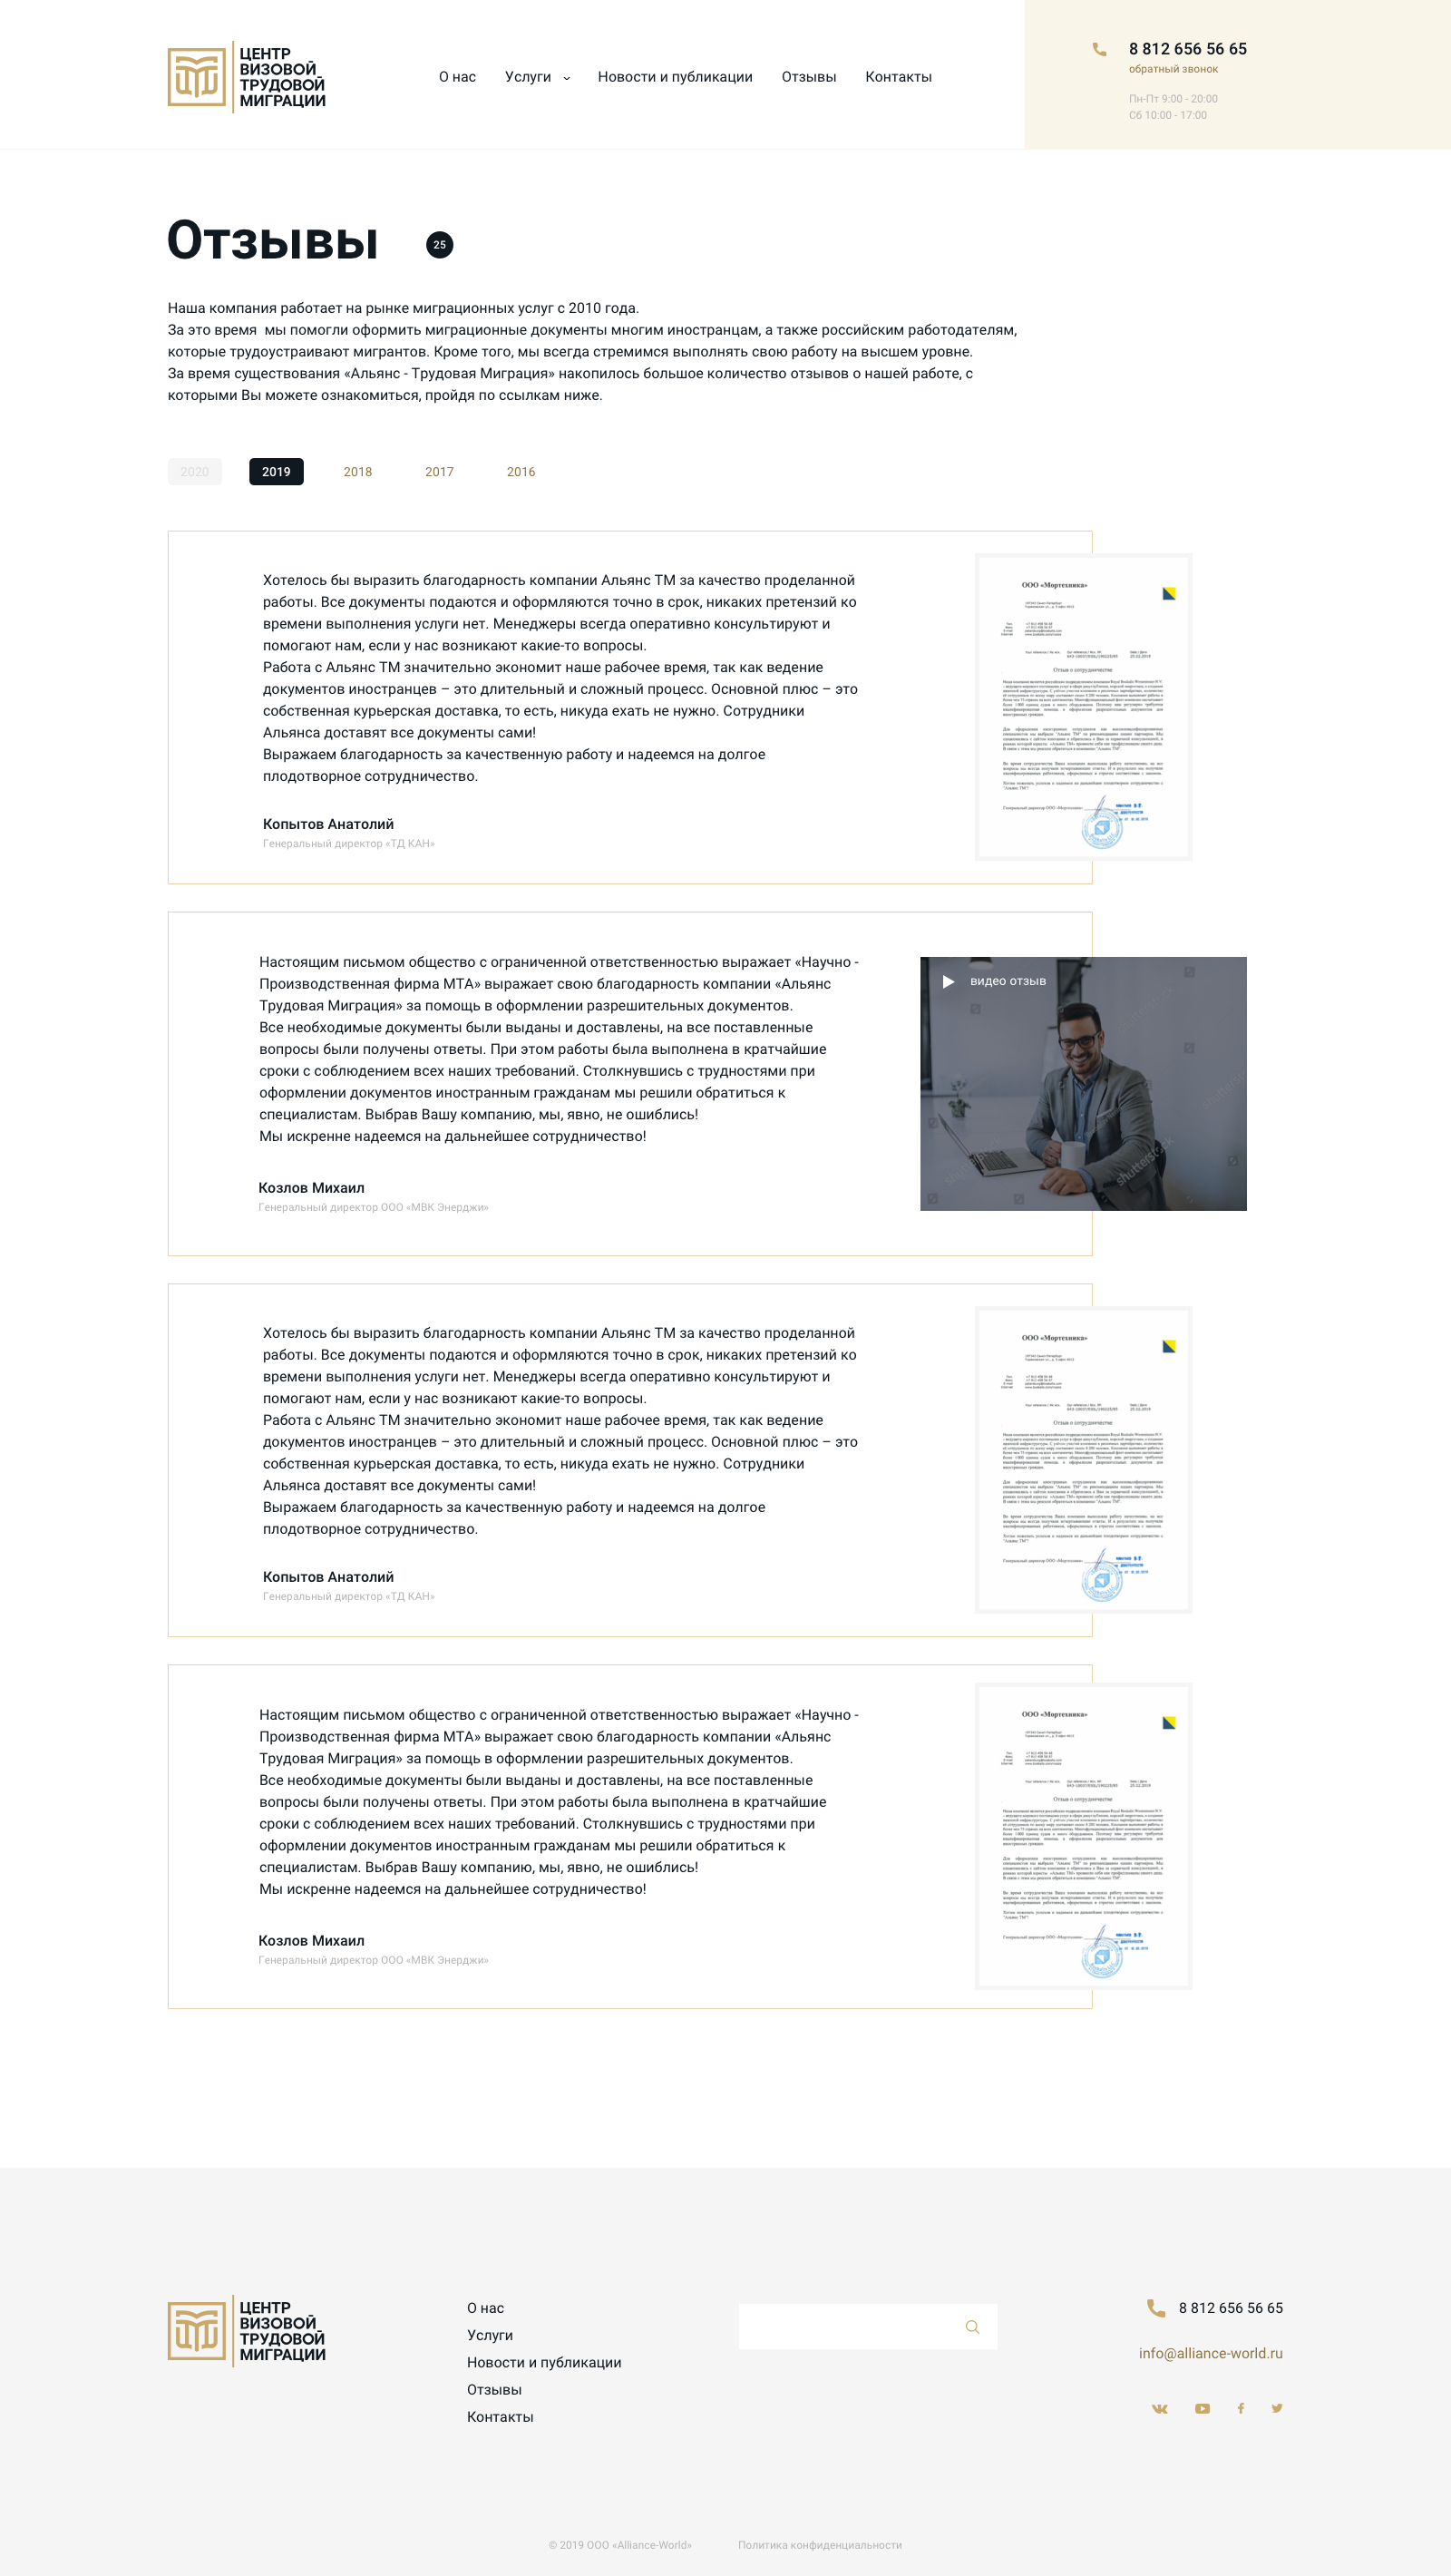 ЦЕНТР
ВИЗОВОЙ
ТРУДОВОЙ
МИГРАЦИИ
О нас
Услуги
Новости и публикации
Отзывы
Контакты
8 812 656 56 65
обратный звонок
Пн-Пт 9:00 - 20:00
Сб 10:00 - 17:00
Отзывы
25
Наша компания работает на рынке миграционных услуг с 2010 года.
За это время мы помогли оформить миграционные документы многим иностранцам, а также российским работодателям,
которые трудоустраивают мигрантов. Кроме того, мы всегда стремимся выполнять свою работу на высшем уровне.
За время существования «Альянс - Трудовая Миграция» накопилось большое количество отзывов о нашей работе, с
которыми Вы можете ознакомиться, пройдя по ссылкам ниже.
2020
2019
2018
2017
2016
Хотелось бы выразить благодарность компании Альянс ТМ за качество проделанной
работы. Все документы подаются и оформляются точно в срок, никаких претензий ко
времени выполнения услуги нет. Менеджеры всегда оперативно консультируют и
помогают нам, если у нас возникают какие-то вопросы.
Работа с Альянс ТМ значительно экономит наше рабочее время, так как ведение
документов иностранцев – это длительный и сложный процесс. Основной плюс – это
собственная курьерская доставка, то есть, никуда ехать не нужно. Сотрудники
Альянса доставят все документы сами!
Выражаем благодарность за качественную работу и надеемся на долгое
плодотворное сотрудничество.
Копытов Анатолий
Генеральный директор «ТД КАН»
ООО «Мортехника»
Отзыв о сотрудничестве
Настоящим письмом общество с ограниченной ответственностью выражает «Научно -
Производственная фирма МТА» выражает свою благодарность компании «Альянс
Трудовая Миграция» за помощь в оформлении разрешительных документов.
Все необходимые документы были выданы и доставлены, на все поставленные
вопросы были получены ответы. При этом работы была выполнена в кратчайшие
сроки с соблюдением всех наших требований. Столкнувшись с трудностями при
оформлении документов иностранным гражданам мы решили обратиться к
специалистам. Выбрав Вашу компанию, мы, явно, не ошиблись!
Мы искренне надеемся на дальнейшее сотрудничество!
Козлов Михаил
Генеральный директор ООО «МВК Энерджи»
видео отзыв
shutterstock
Хотелось бы выразить благодарность компании Альянс ТМ за качество проделанной
работы. Все документы подаются и оформляются точно в срок, никаких претензий ко
времени выполнения услуги нет. Менеджеры всегда оперативно консультируют и
помогают нам, если у нас возникают какие-то вопросы.
Работа с Альянс ТМ значительно экономит наше рабочее время, так как ведение
документов иностранцев – это длительный и сложный процесс. Основной плюс – это
собственная курьерская доставка, то есть, никуда ехать не нужно. Сотрудники
Альянса доставят все документы сами!
Выражаем благодарность за качественную работу и надеемся на долгое
плодотворное сотрудничество.
Копытов Анатолий
Генеральный директор «ТД КАН»
ООО «Мортехника»
Отзыв о сотрудничестве
Настоящим письмом общество с ограниченной ответственностью выражает «Научно -
Производственная фирма МТА» выражает свою благодарность компании «Альянс
Трудовая Миграция» за помощь в оформлении разрешительных документов.
Все необходимые документы были выданы и доставлены, на все поставленные
вопросы были получены ответы. При этом работы была выполнена в кратчайшие
сроки с соблюдением всех наших требований. Столкнувшись с трудностями при
оформлении документов иностранным гражданам мы решили обратиться к
специалистам. Выбрав Вашу компанию, мы, явно, не ошиблись!
Мы искренне надеемся на дальнейшее сотрудничество!
Козлов Михаил
Генеральный директор ООО «МВК Энерджи»
ООО «Мортехника»
Отзыв о сотрудничестве
ЦЕНТР
ВИЗОВОЙ
ТРУДОВОЙ
МИГРАЦИИ
О нас
Услуги
Новости и публикации
Отзывы
Контакты
8 812 656 56 65
info@alliance-world.ru
© 2019 ООО «Alliance-World»
Политика конфиденциальности